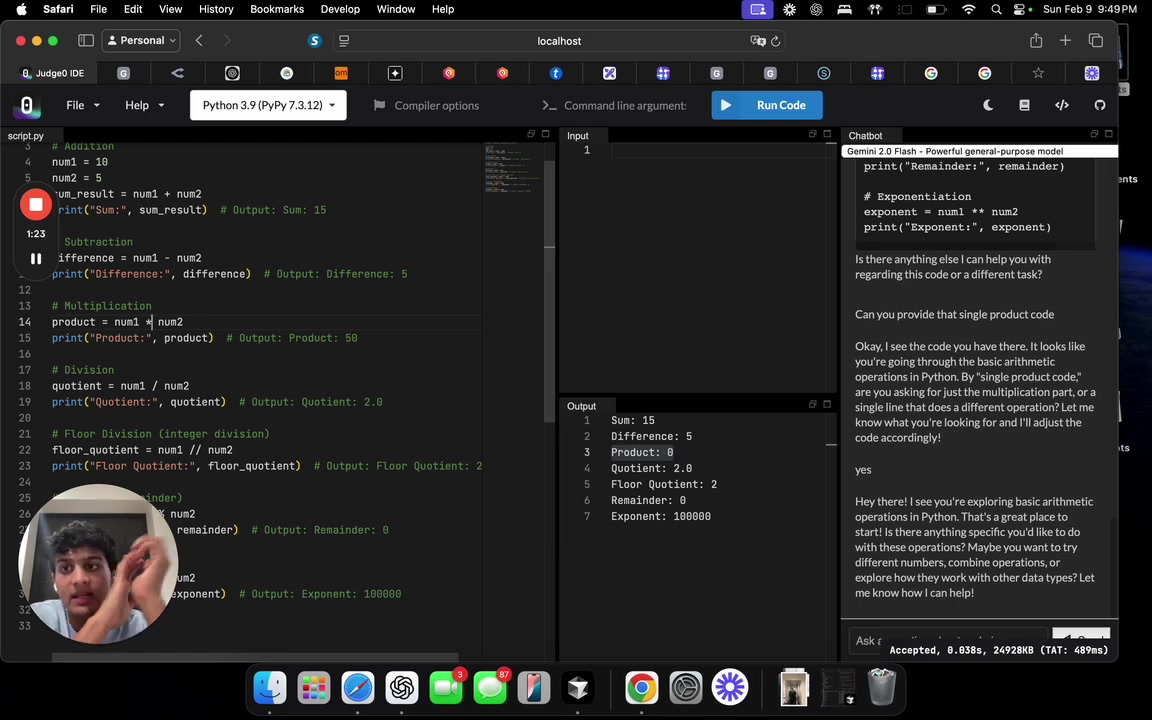 Safari File Edit View History Bookmarks Develop Window Help Sun Feb 9 9:49 PM
Personal localhost
Judge0 IDE
File Help Python 3.9 (PyPy 7.3.12) Compiler options Command line arguments Run Code
script.py
3 # Addition
4 num1 = 10
5 num2 = 5
sum_result = num1 + num2
print("Sum:", sum_result) # Output: Sum: 15
Subtraction
difference = num1 - num2
print("Difference:", difference) # Output: Difference: 5
12
13 # Multiplication
14 product = num1 * num2
15 print("Product:", product) # Output: Product: 50
16
17 # Division
18 quotient = num1 / num2
19 print("Quotient:", quotient) # Output: Quotient: 2.0
20
21 # Floor Division (integer division)
22 floor_quotient = num1 // num2
23 print("Floor Quotient:", floor_quotient) # Output: Floor Quotient: 2
24
25
26 % num2
remainder) # Output: Remainder: 0
num2
exponent) # Output: Exponent: 100000
32
33
1:23
Input
1
Output
1 Sum: 15
2 Difference: 5
3 Product: 0
4 Quotient: 2.0
5 Floor Quotient: 2
6 Remainder: 0
7 Exponent: 100000
Chatbot
Gemini 2.0 Flash - Powerful general-purpose model
print("Remainder:", remainder)
# Exponentiation
exponent = num1 ** num2
print("Exponent:", exponent)
Is there anything else I can help you with
regarding this code or a different task?
Can you provide that single product code
Okay, I see the code you have there. It looks like
you're going through the basic arithmetic
operations in Python. By "single product code,"
are you asking for just the multiplication part, or a
single line that does a different operation? Let me
know what you're looking for and I'll adjust the
code accordingly!
yes
Hey there! I see you're exploring basic arithmetic
operations in Python. That's a great place to
start! Is there anything specific you'd like to do
with these operations? Maybe you want to try
different numbers, combine operations, or
explore how they work with other data types? Let
me know how I can help!
Accepted, 0.038s, 24928KB (TAT: 489ms)
3 87